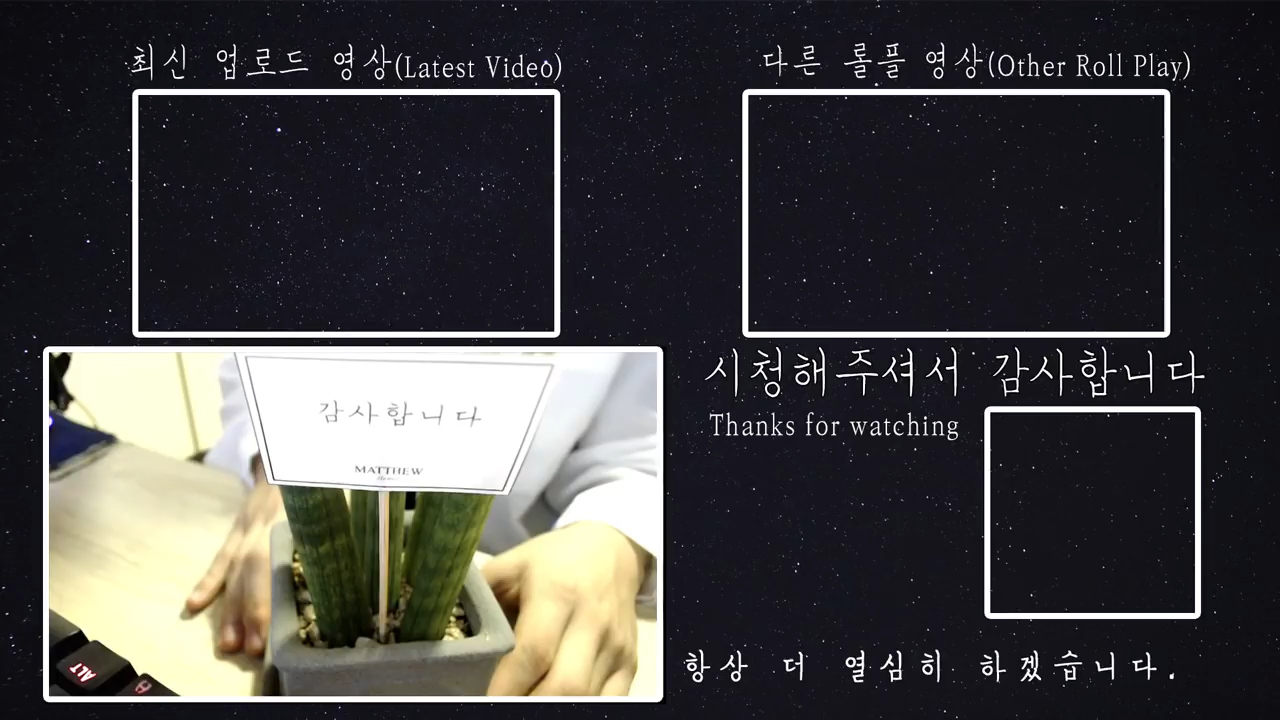 최신 업로드 영상(Latest Video)
다른 롤플 영상(Other Roll Play)
감사합니다
MATTHEW
시청해주셔서 감사합니다
Thanks for watching
ALT
항상 더 열심히 하겠습니다.